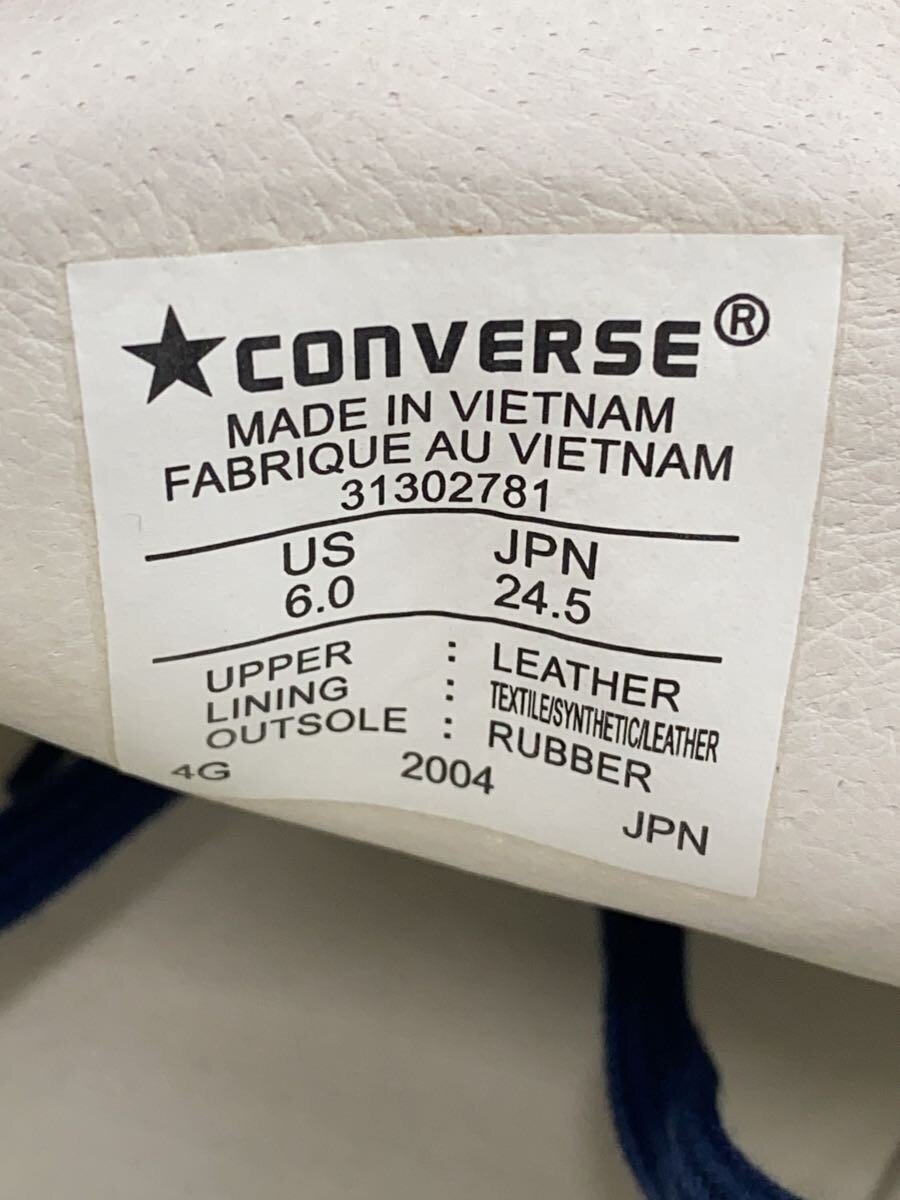 CONVERSE®
MADE IN VIETNAM
FABRIQUE AU VIETNAM
31302781
US JPN
6.0 24.5
UPPER : LEATHER
LINING : TEXTILE/SYNTHETIC/LEATHER
OUTSOLE : RUBBER
4G 2004 JPN